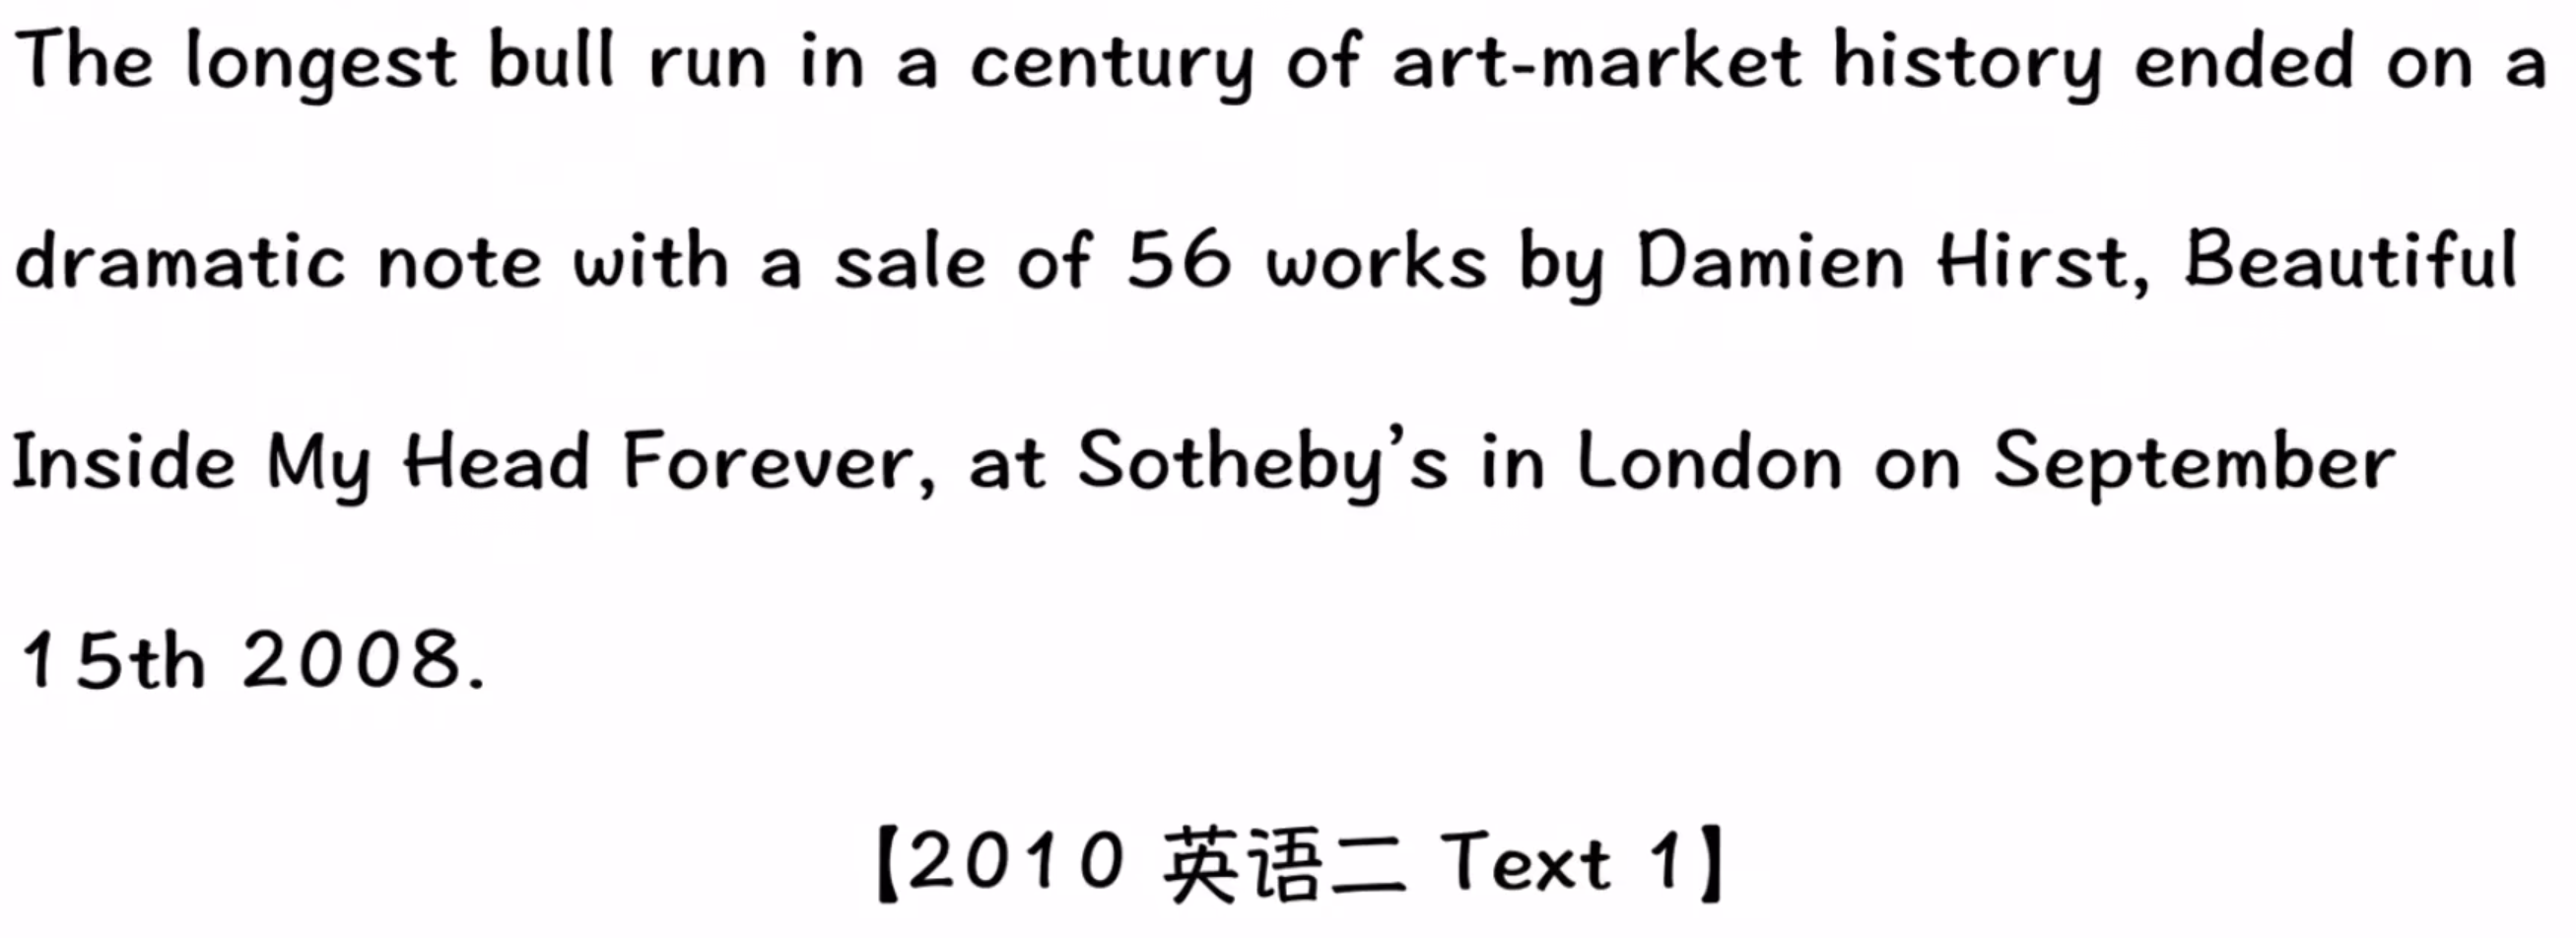 The longest bull run in a century of art-market history ended on a
dramatic note with a sale of 56 works by Damien Hirst, Beautiful
Inside My Head Forever, at Sotheby’s in London on September
15th 2008.
【2010 英语二 Text 1】